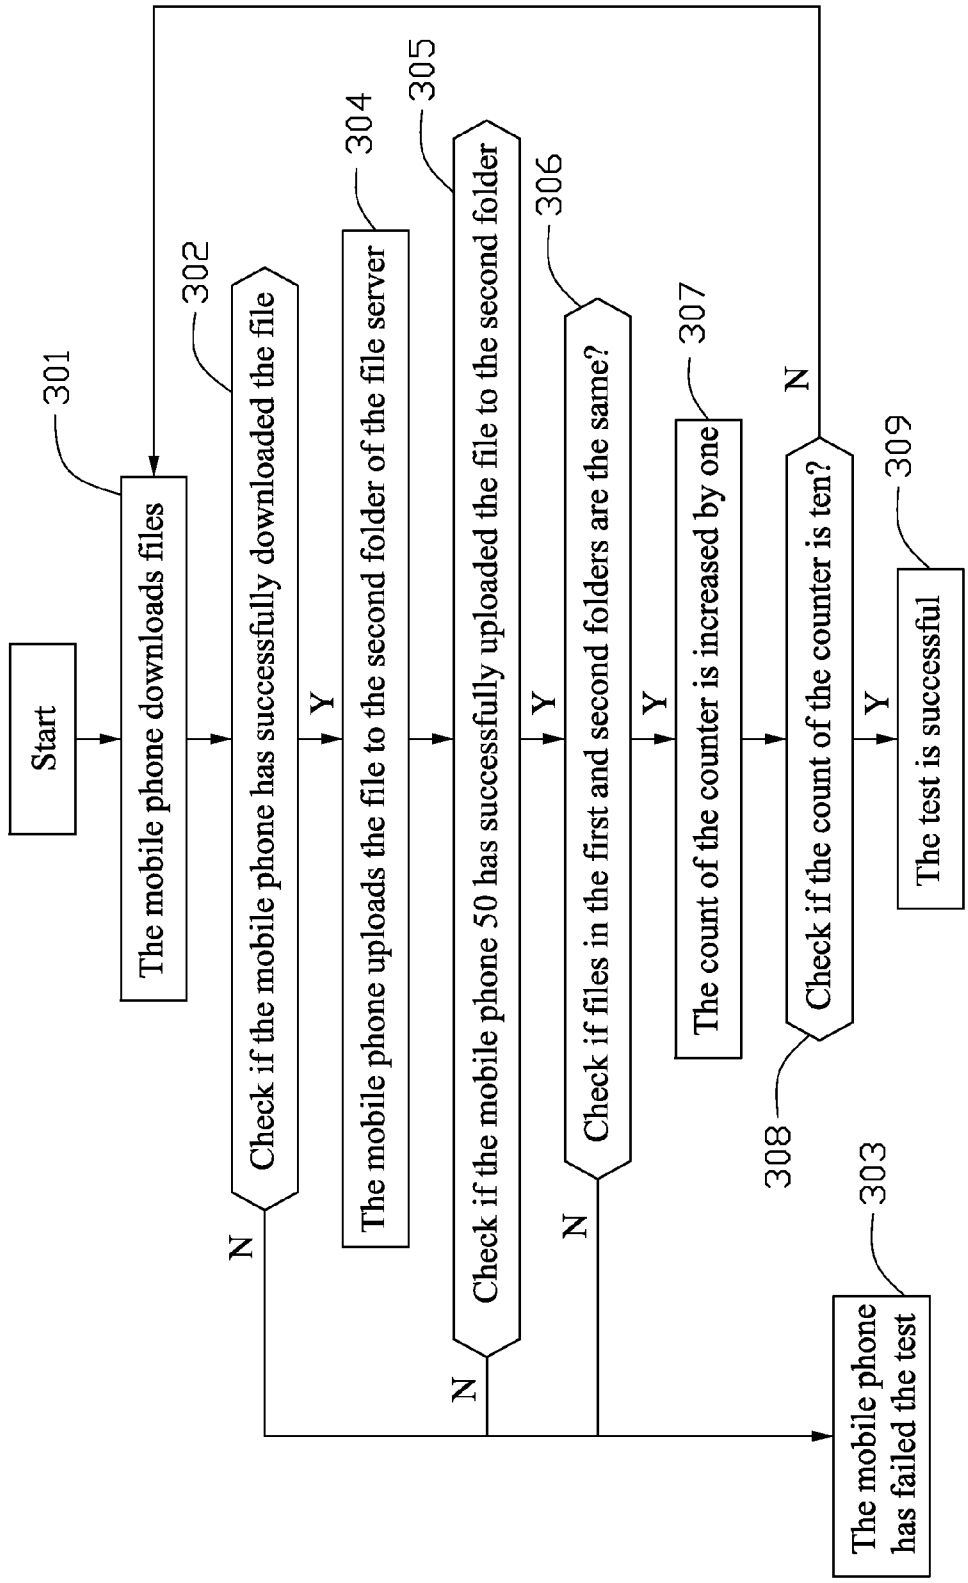 Start
301
The mobile phone downloads files
302
Check if the mobile phone has successfully downloaded the file
N
Y
304
The mobile phone uploads the file to the second folder of the file server
305
Check if the mobile phone 50 has successfully uploaded the file to the second folder
N
Y
306
Check if files in the first and second folders are the same?
N
Y
307
The count of the counter is increased by one
308
Check if the count of the counter is ten?
N
Y
303
The mobile phone
has failed the test
309
The test is successful